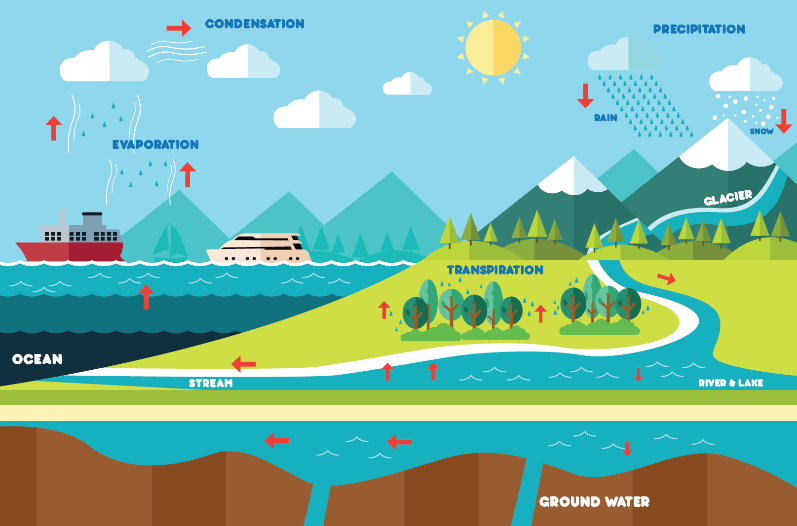 CONDENSATION
PRECIPITATION
RAIN
SNOW
EVAPORATION
GLACIER
TRANSPIRATION
OCEAN
STREAM
RIVER & LAKE
GROUND WATER